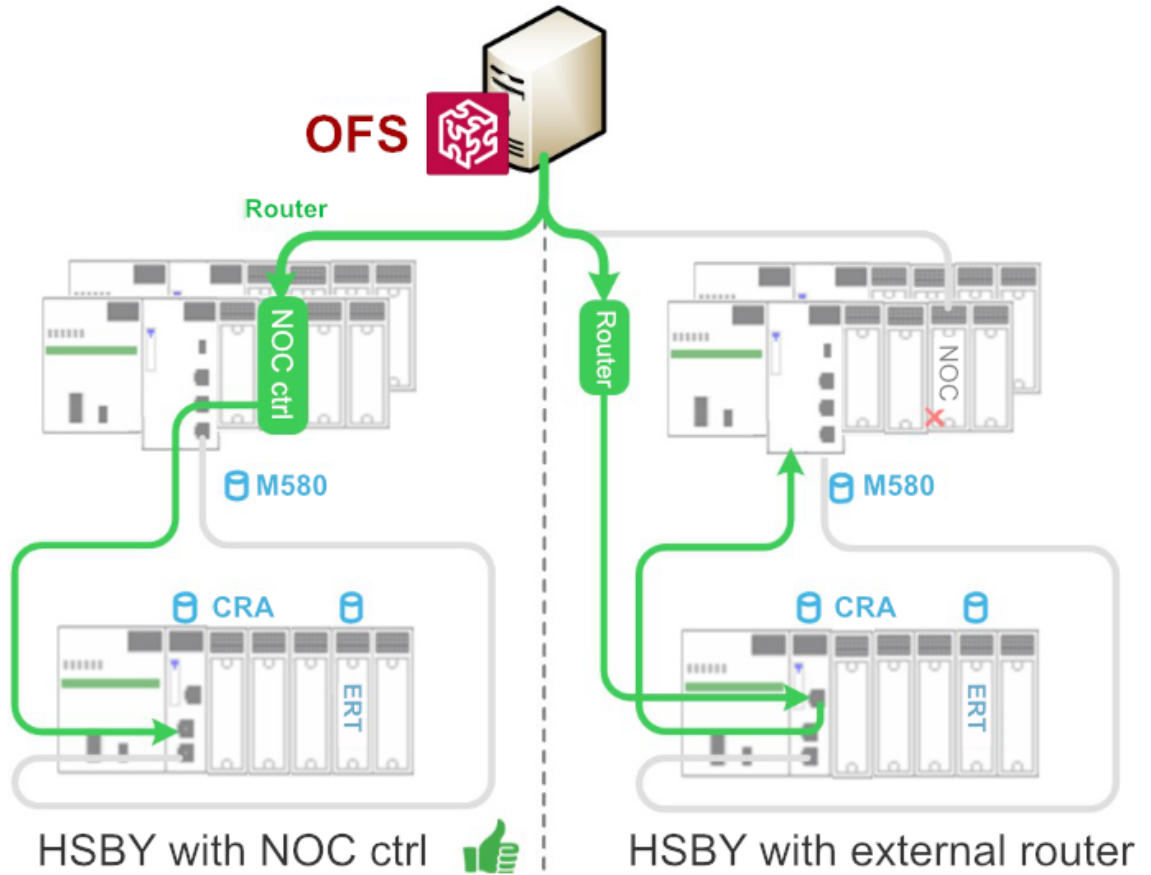 OFS
Router
NOC ctrl
M580
CRA
ERT
HSBY with NOC ctrl
Router
NOC
M580
CRA
ERT
HSBY with external router